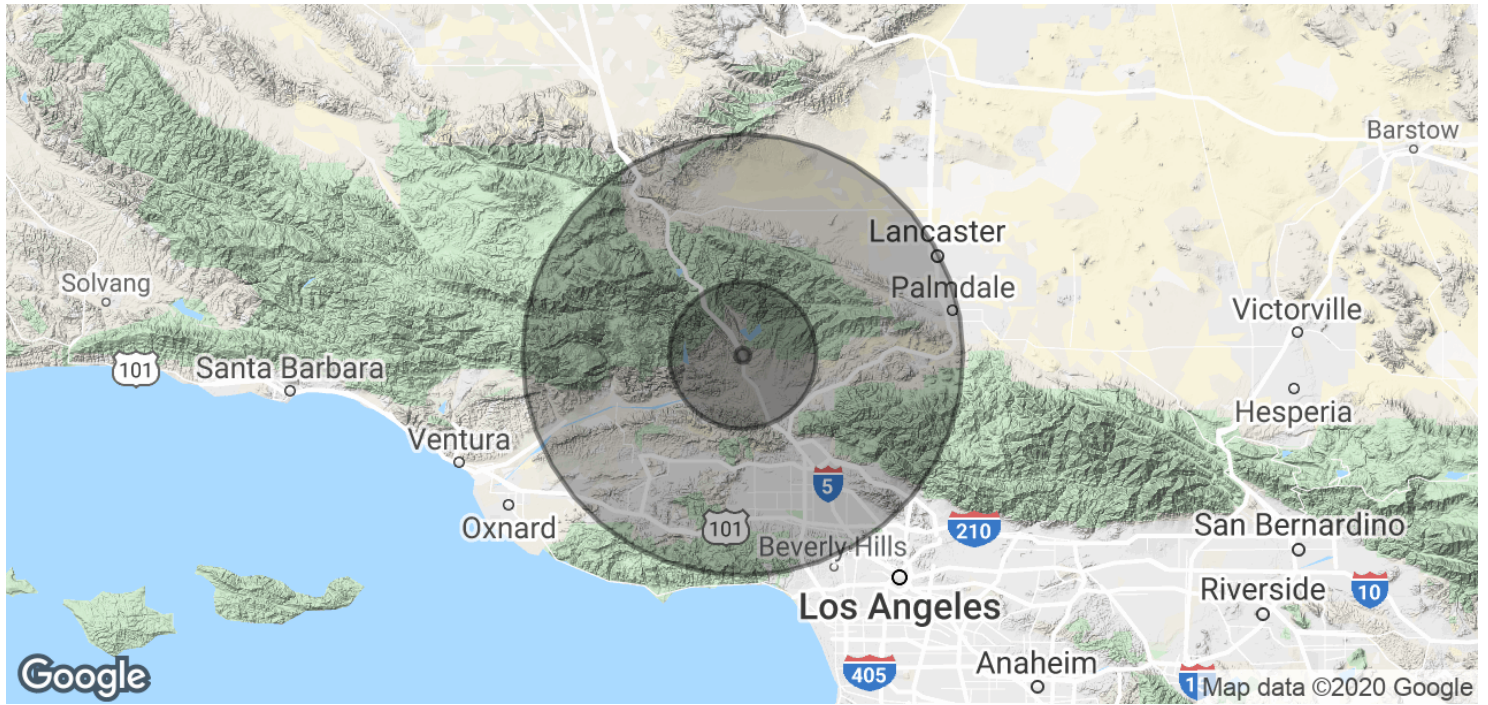 Barstow
Lancaster
Palmdale
Solvang
Victorville
101
Santa Barbara
Hesperia
Ventura
5
Oxnard
101
210
San Bernardino
Beverly Hills
10
Riverside
Los Angeles
Anaheim
405
Google
Map data ©2020 Google